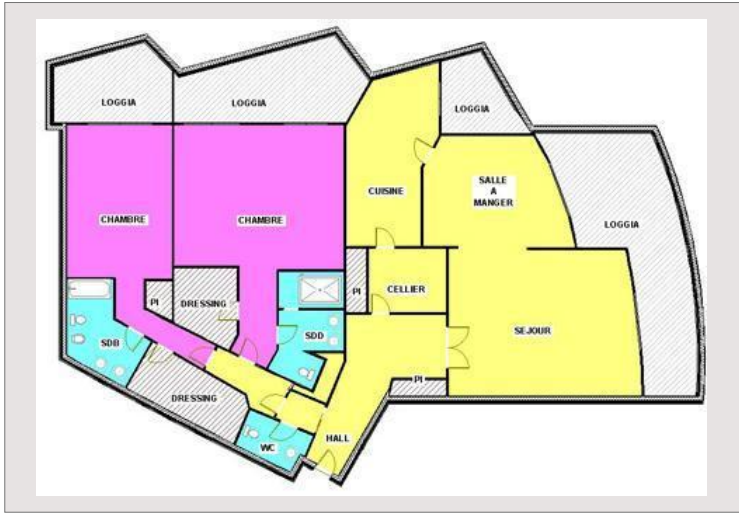 LOGGIA
LOGGIA
LOGGIA
CUISINE
SALLE
A
MANGER
CHAMBRE
CHAMBRE
LOGGIA
PI
DRESSING
PI
CELLIER
SDB
SDD
SEJOUR
DRESSING
PI
HALL
WC